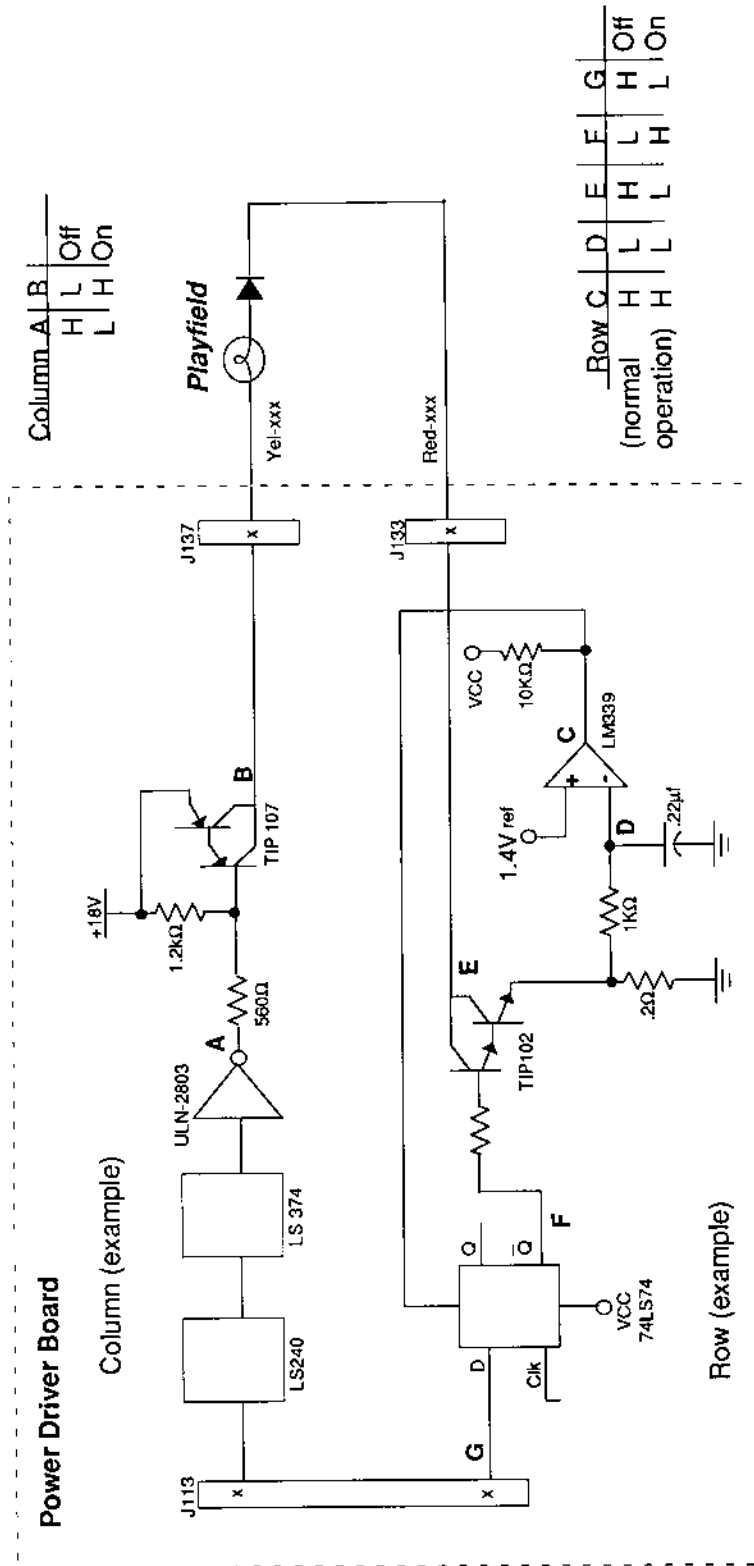 Power Driver Board
Column (example)
J113
x
x
LS240
LS 374
ULN-2803
A
560Ω
1.2kΩ
+18V
TIP 107
B
J137
x
Yel-xxx
Playfield
Column A B
H L Off
L H On
G
D
Clk
Q
Q̅
VCC
74LS74
F
TIP102
E
.2Ω
1KΩ
D
.22µf
1.4V ref
+
-
LM339
C
10KΩ
VCC
J133
x
Red-xxx
Row (example)
Row C D E F G
(normal H L H L H Off
operation) H L L H L On